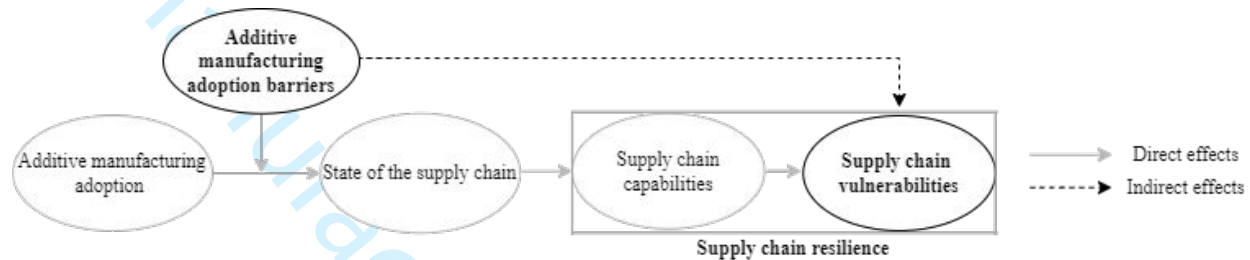 Additive
manufacturing
adoption barriers
Additive manufacturing
adoption
State of the supply chain
Supply chain
capabilities
Supply chain
vulnerabilities
Supply chain resilience
Direct effects
Indirect effects